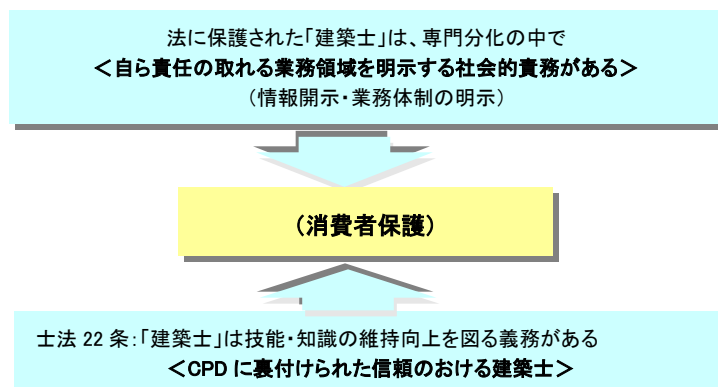 法に保護された「建築士」は、専門分化の中で
＜自ら責任の取れる業務領域を明示する社会的責務がある＞
（情報開示・業務体制の明示）
（消費者保護）
士法 22 条：「建築士」は技能・知識の維持向上を図る義務がある
＜CPD に裏付けられた信頼のおける建築士＞